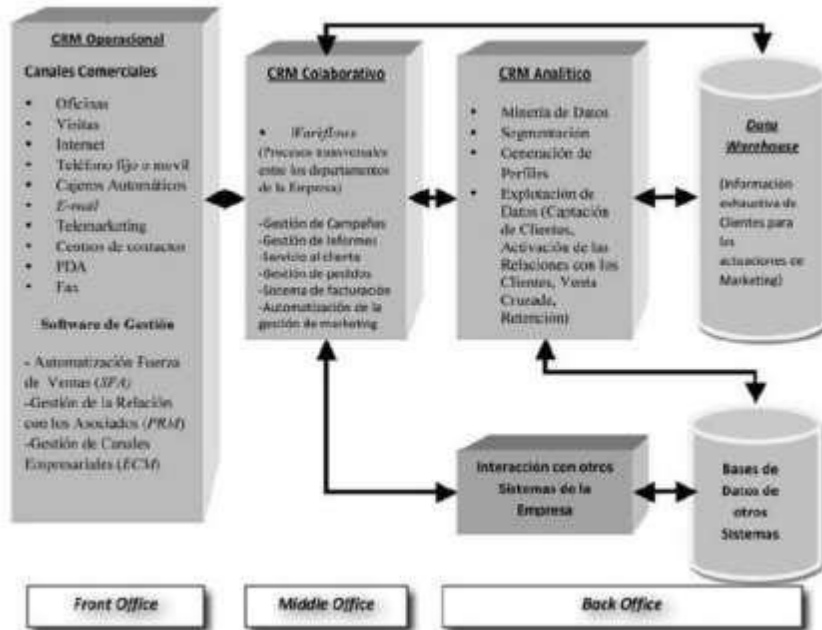 CRM Operacional
Canales Comerciales
• Oficinas
• Visitas
• Internet
• Teléfono fijo o movil
• Cajeros Automáticos
• E-mail
• Telemarketing
• Centros de contactos
• PDA
• Fax
Software de Gestión
- Automatización Fuerza
de Ventas (SFA)
-Gestión de la Relación
con los Asociados (PRM)
-Gestión de Canales
Empresariales (ECM)
CRM Colaborativo
• Workflows
(Procesos transversales
entre los departamentos
de la Empresa)
-Gestión de Campañas
-Gestión de Informes
-Servicio al cliente
-Gestión de pedidos
-Sistema de facturación
-Automatización de la
gestión de marketing
CRM Analítico
• Minería de Datos
• Segmentación
• Generación de
Perfiles
• Explotación de
Datos (Captación
de Clientes,
Activación de las
Relaciones con los
Clientes, Venta
Cruzada,
Retención)
Data
Warehouse
(Información
exhaustiva de
Clientes para
las
actuaciones de
Marketing)
Interacción con otros
Sistemas de la
Empresa
Bases de
Datos de
otros
Sistemas
Front Office
Middle Office
Back Office